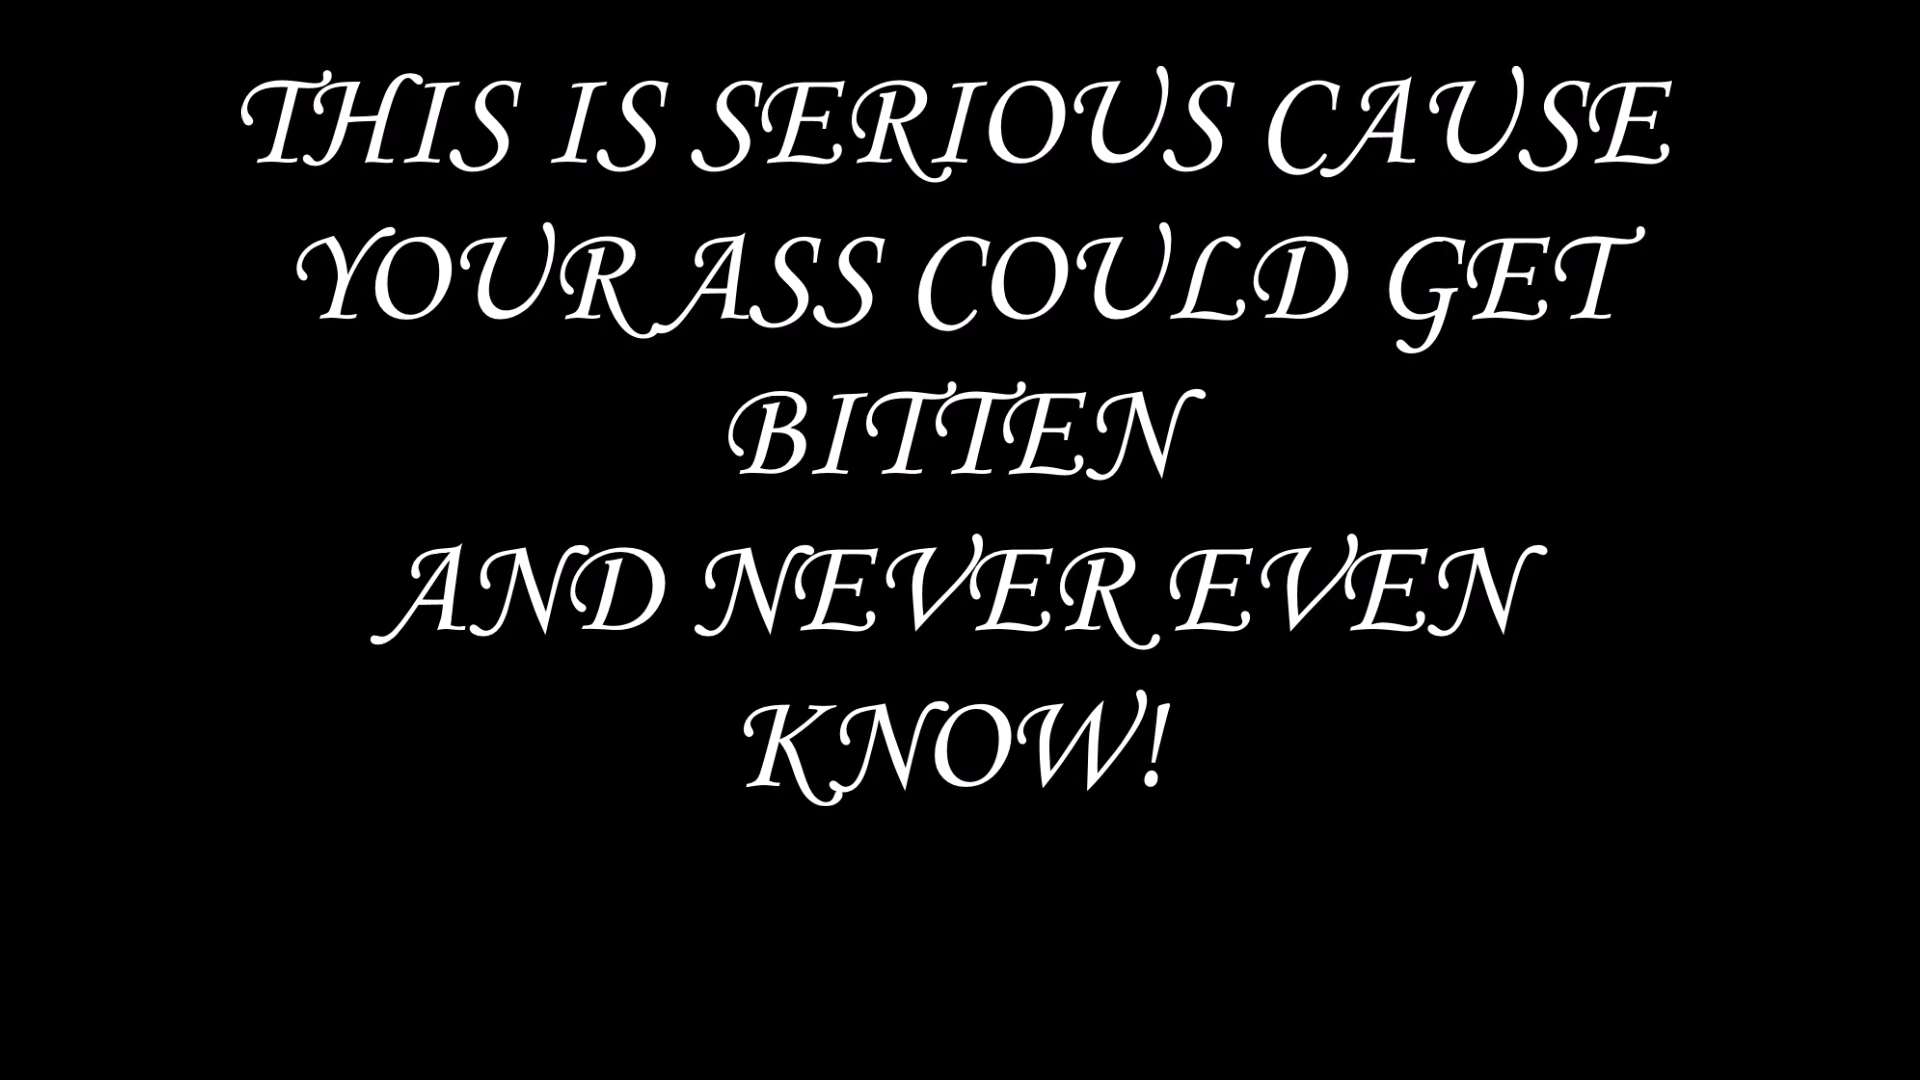 THIS IS SERIOUS CAUSE
YOUR ASS COULD GET
BITTEN
AND NEVER EVEN
KNOW!